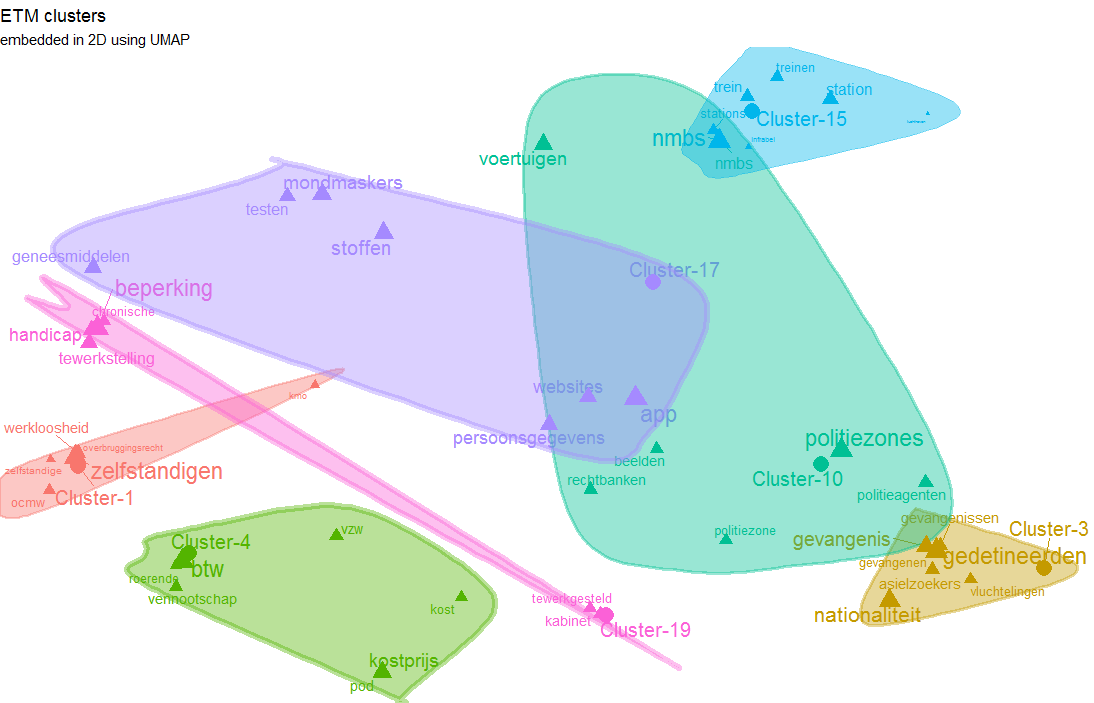 ETM clusters
embedded in 2D using UMAP
treinen
trein
station
stations
Cluster-15
nmbs
infrabel
nmbs
voertuigen
mondmaskers
testen
stoffen
geneesmiddelen
Cluster-17
beperking
chronische
handicap
tewerkstelling
websites
kmo
app
werkloosheid
persoonsgegevens
politiezones
overbruggingsrecht
beelden
zelfstandige
zelfstandigen
rechtbanken
Cluster-10
ocmw
Cluster-1
politieagenten
gevangenissen
vzw
politiezone
Cluster-3
Cluster-4
gevangenis
gedetineerden
btw
gevangenen
roerende
asielzoekers
vluchtelingen
vennootschap
tewerkgesteld
kost
nationaliteit
kabinet
Cluster-19
kostprijs
pod